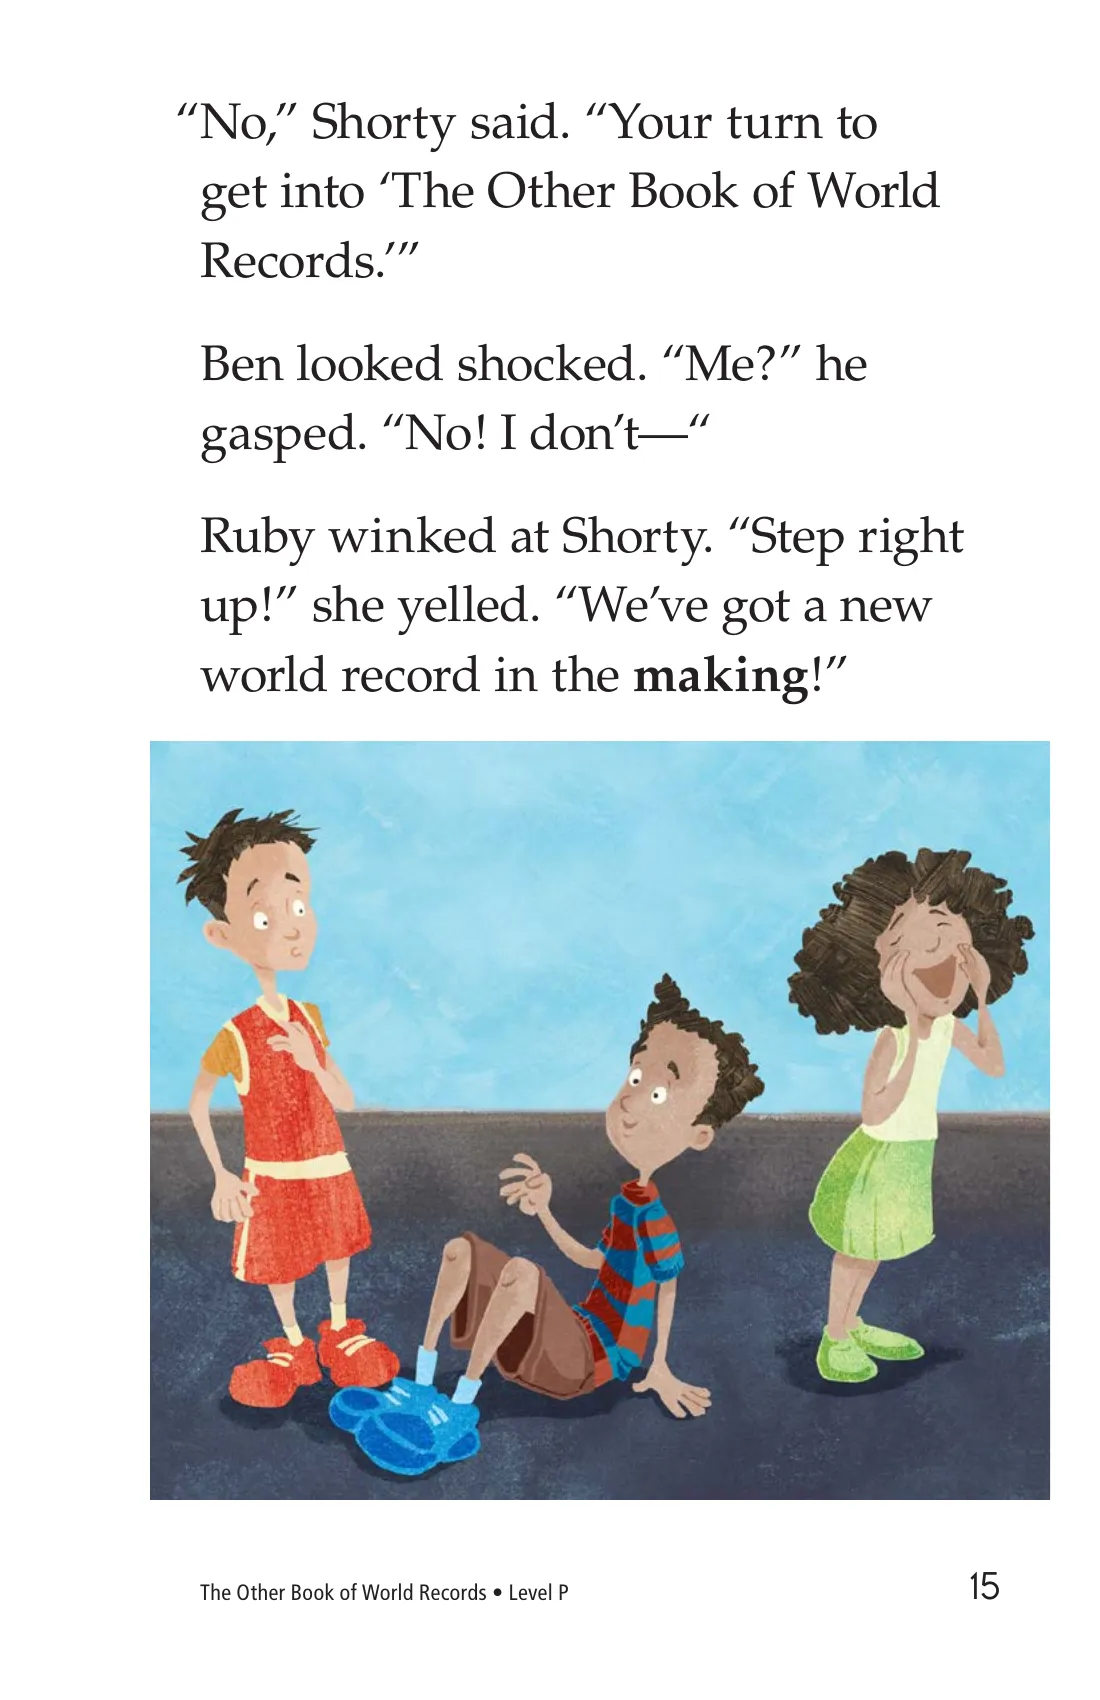 “No,” Shorty said. “Your turn to
get into ‘The Other Book of World
Records.’”
Ben looked shocked. “Me?” he
gasped. “No! I don’t—“
Ruby winked at Shorty. “Step right
up!” she yelled. “We’ve got a new
world record in the making!”
The Other Book of World Records • Level P
15